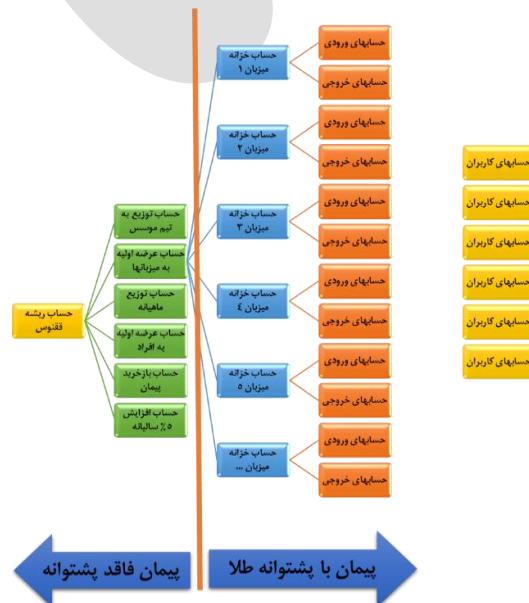 حساب ریشه
ققنوس
حساب توزیع به
تیم موسس
حساب عرضه اولیه
به میزبانها
حساب توزیع
ماهیانه
حساب عرضه اولیه
به افراد
حساب بازخرید
پیمان
حساب افزایش
۵٪ سالیانه
حساب خزانه
میزبان ۱
حسابهای ورودی
حسابهای خروجی
حساب خزانه
میزبان ۲
حسابهای ورودی
حسابهای خروجی
حساب خزانه
میزبان ۳
حسابهای ورودی
حسابهای خروجی
حساب خزانه
میزبان ٤
حسابهای ورودی
حسابهای خروجی
حساب خزانه
میزبان ۵
حسابهای ورودی
حسابهای خروجی
حساب خزانه
میزبان ...
حسابهای ورودی
حسابهای خروجی
حسابهای کاربران
حسابهای کاربران
حسابهای کاربران
حسابهای کاربران
حسابهای کاربران
حسابهای کاربران
پیمان با پشتوانه طلا
پیمان فاقد پشتوانه